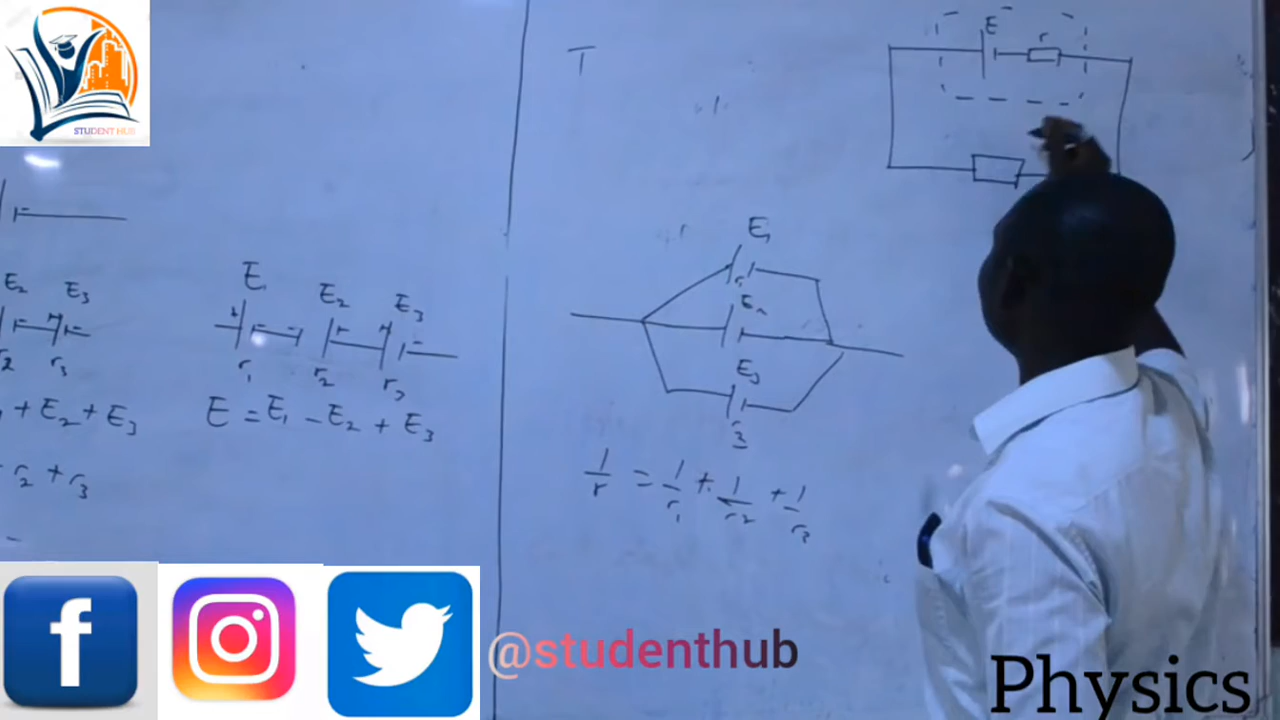 STUDENT HUB
E₂ E₃
r₂ r₃
+ E₂ + E₃
r₂ + r₃
E₁ E₂ E₃
r₁ r₂ r₃
E = E₁ - E₂ + E₃
T
E r
E₁
r₁
E₂
E₃
r₃
1/r = 1/r₁ + 1/r₂ + 1/r₃
@studenthub
Physics